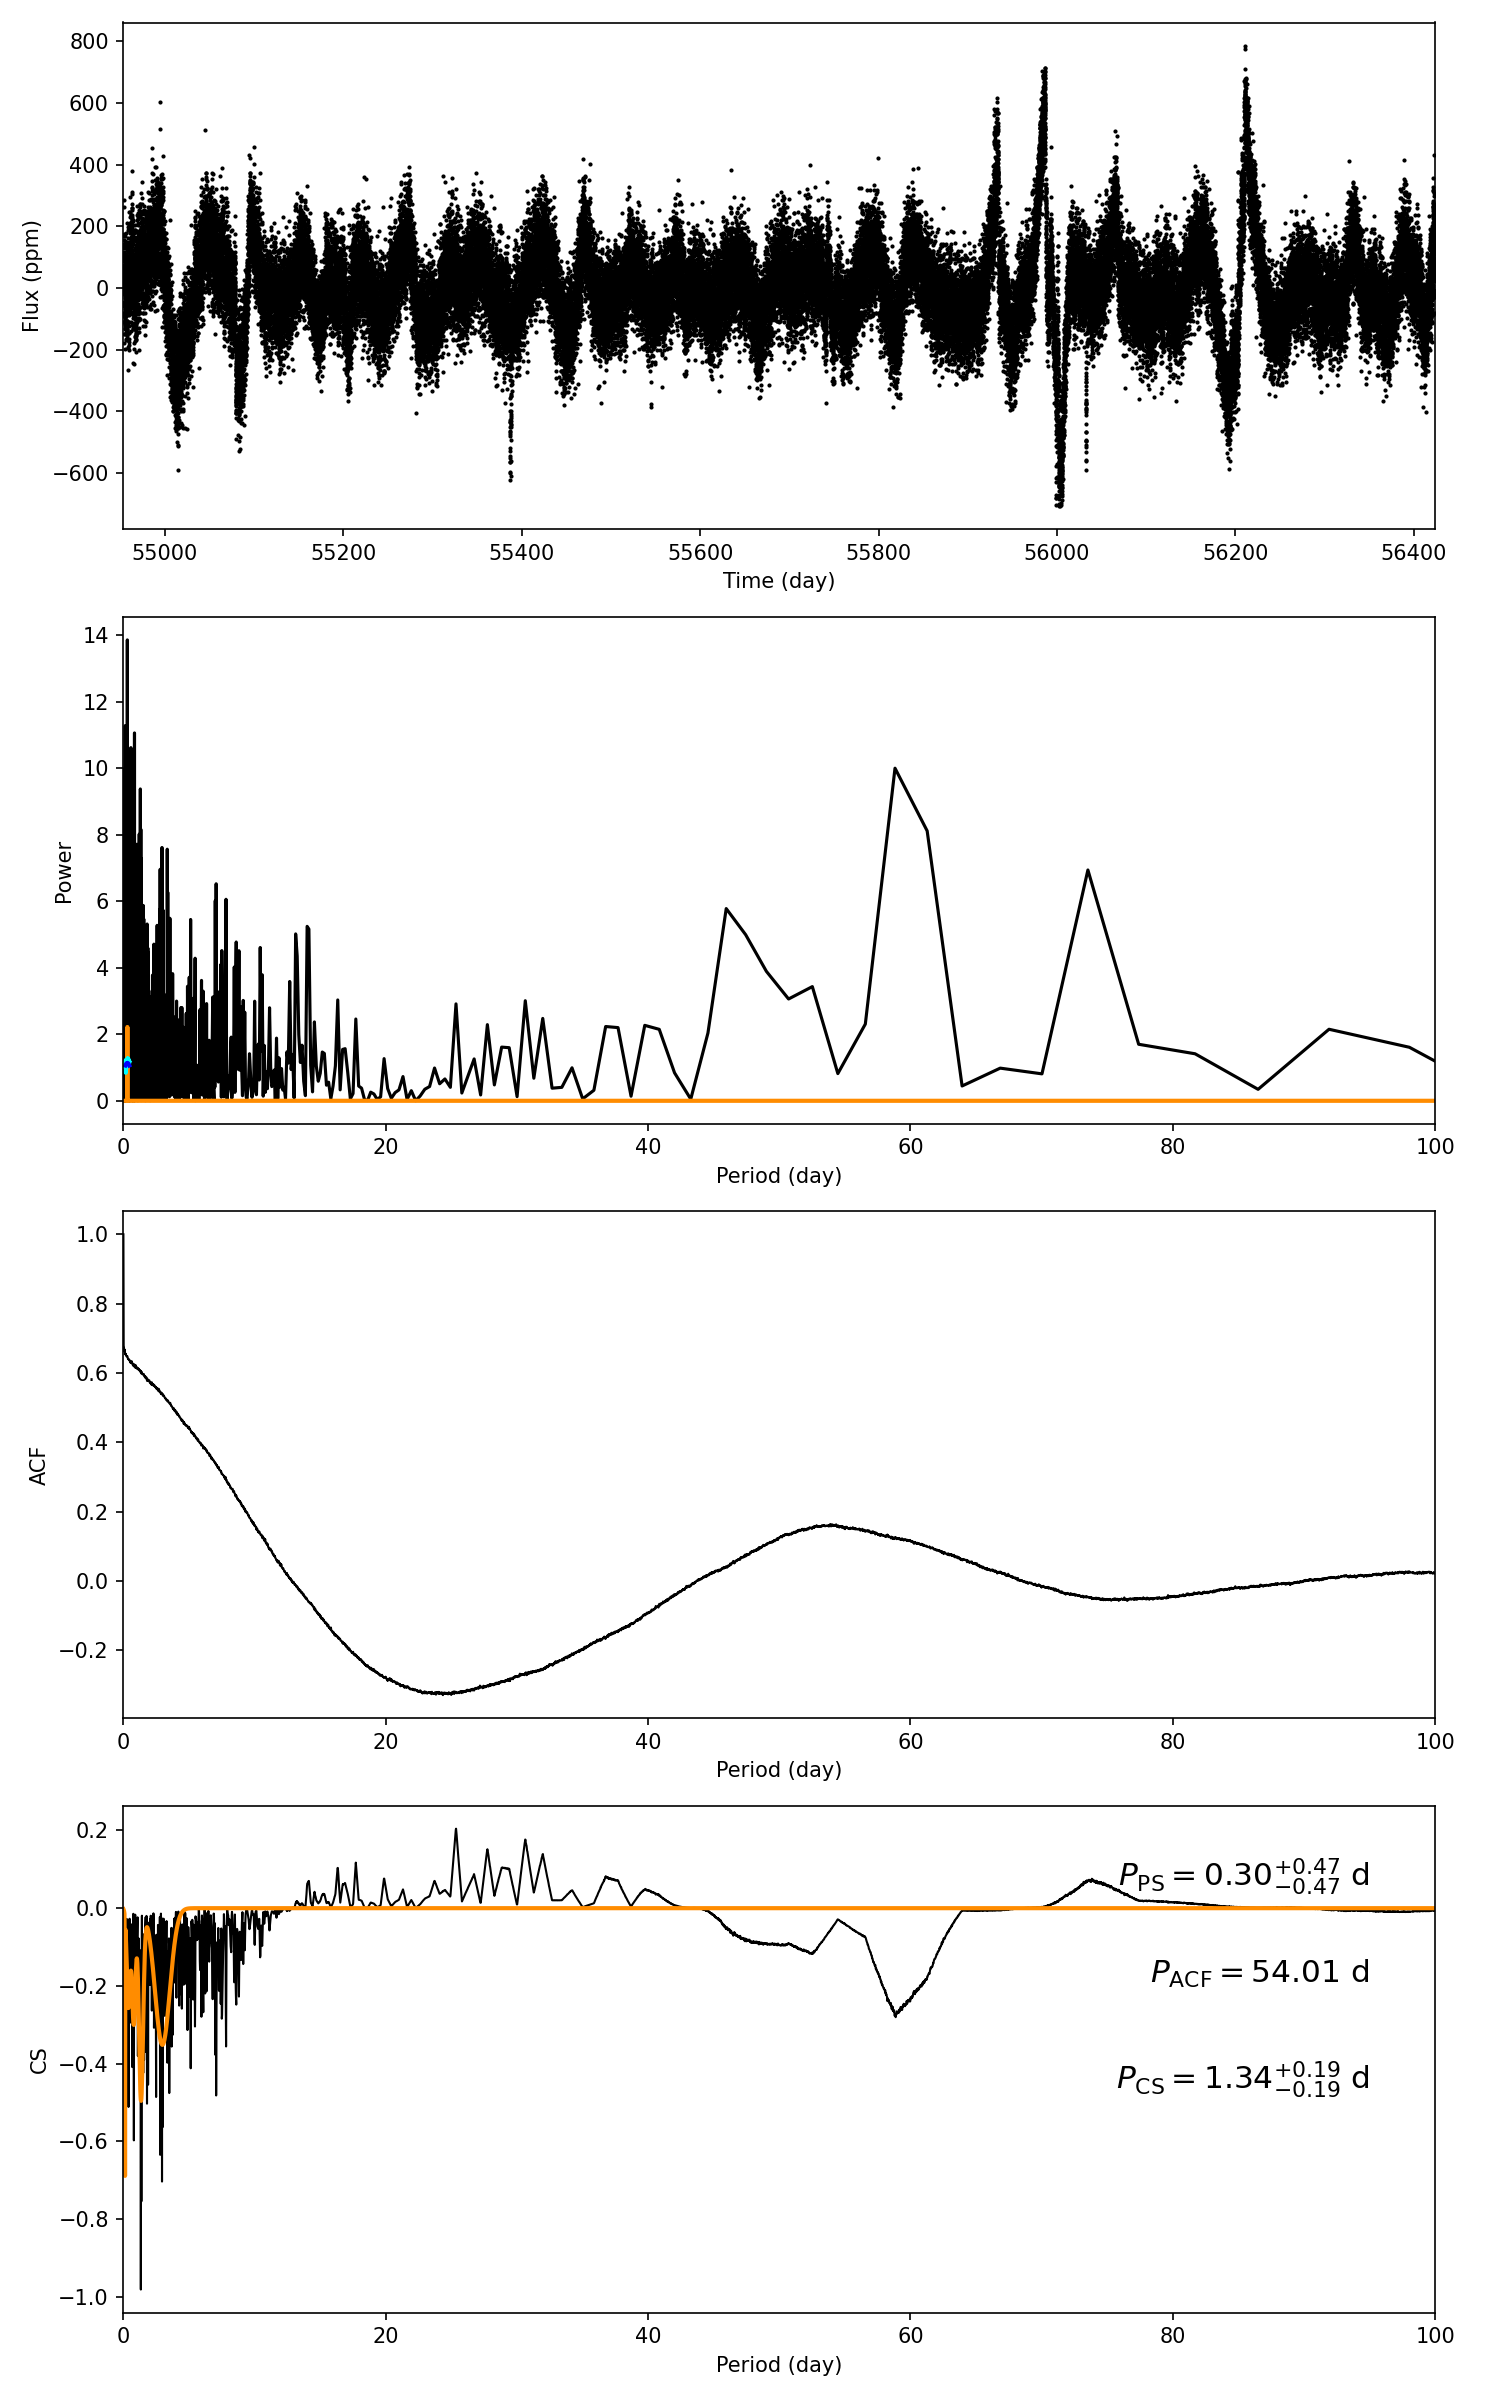 800
600
400
200
0
−200
−400
−600
Flux (ppm)
55000 55200 55400 55600 55800 56000 56200 56400
Time (day)
14
12
10
8
6
4
2
0
Power
0 20 40 60 80 100
Period (day)
1.0
0.8
0.6
0.4
0.2
0.0
−0.2
ACF
0 20 40 60 80 100
Period (day)
0.2
0.0
−0.2
−0.4
−0.6
−0.8
−1.0
CS
P_PS = 0.30^{+0.47}_{−0.47} d
P_ACF = 54.01 d
P_CS = 1.34^{+0.19}_{−0.19} d
0 20 40 60 80 100
Period (day)